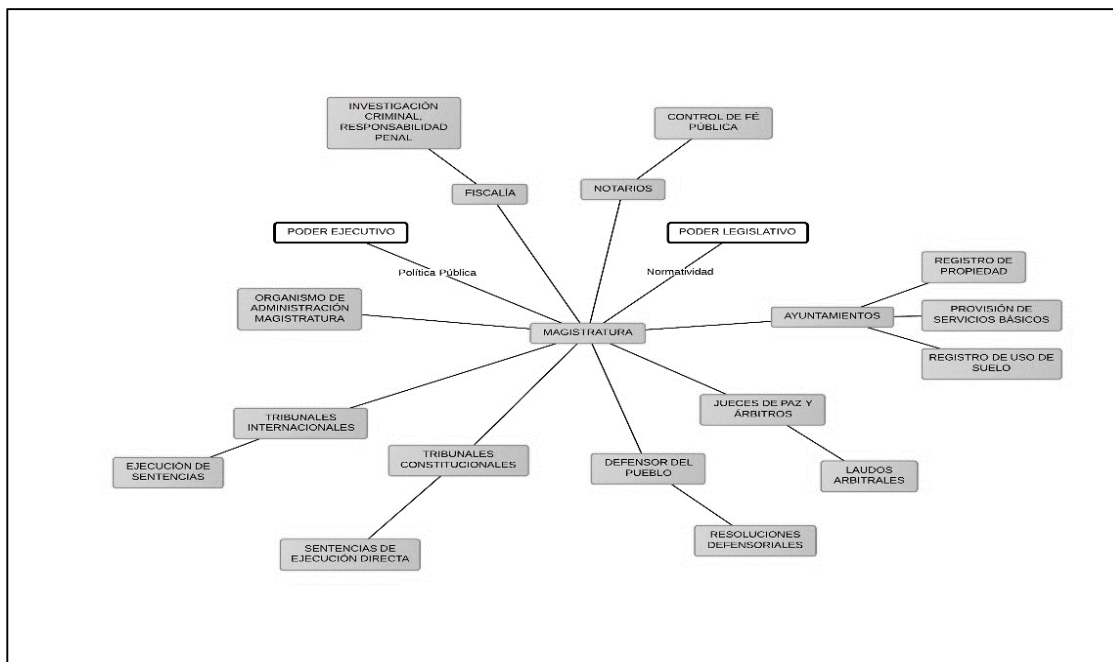 INVESTIGACIÓN
CRIMINAL,
RESPONSABILIDAD
PENAL
CONTROL DE FÉ
PÚBLICA
FISCALÍA
NOTARIOS
PODER EJECUTIVO
PODER LEGISLATIVO
Política Pública
Normatividad
REGISTRO DE
PROPIEDAD
ORGANISMO DE
ADMINISTRACIÓN
MAGISTRATURA
MAGISTRATURA
AYUNTAMIENTOS
PROVISIÓN DE
SERVICIOS BÁSICOS
REGISTRO DE USO DE
SUELO
JUECES DE PAZ Y
ÁRBITROS
TRIBUNALES
INTERNACIONALES
TRIBUNALES
CONSTITUCIONALES
DEFENSOR DEL
PUEBLO
EJECUCIÓN DE
SENTENCIAS
LAUDOS
ARBITRALES
SENTENCIAS DE
EJECUCIÓN DIRECTA
RESOLUCIONES
DEFENSORIALES